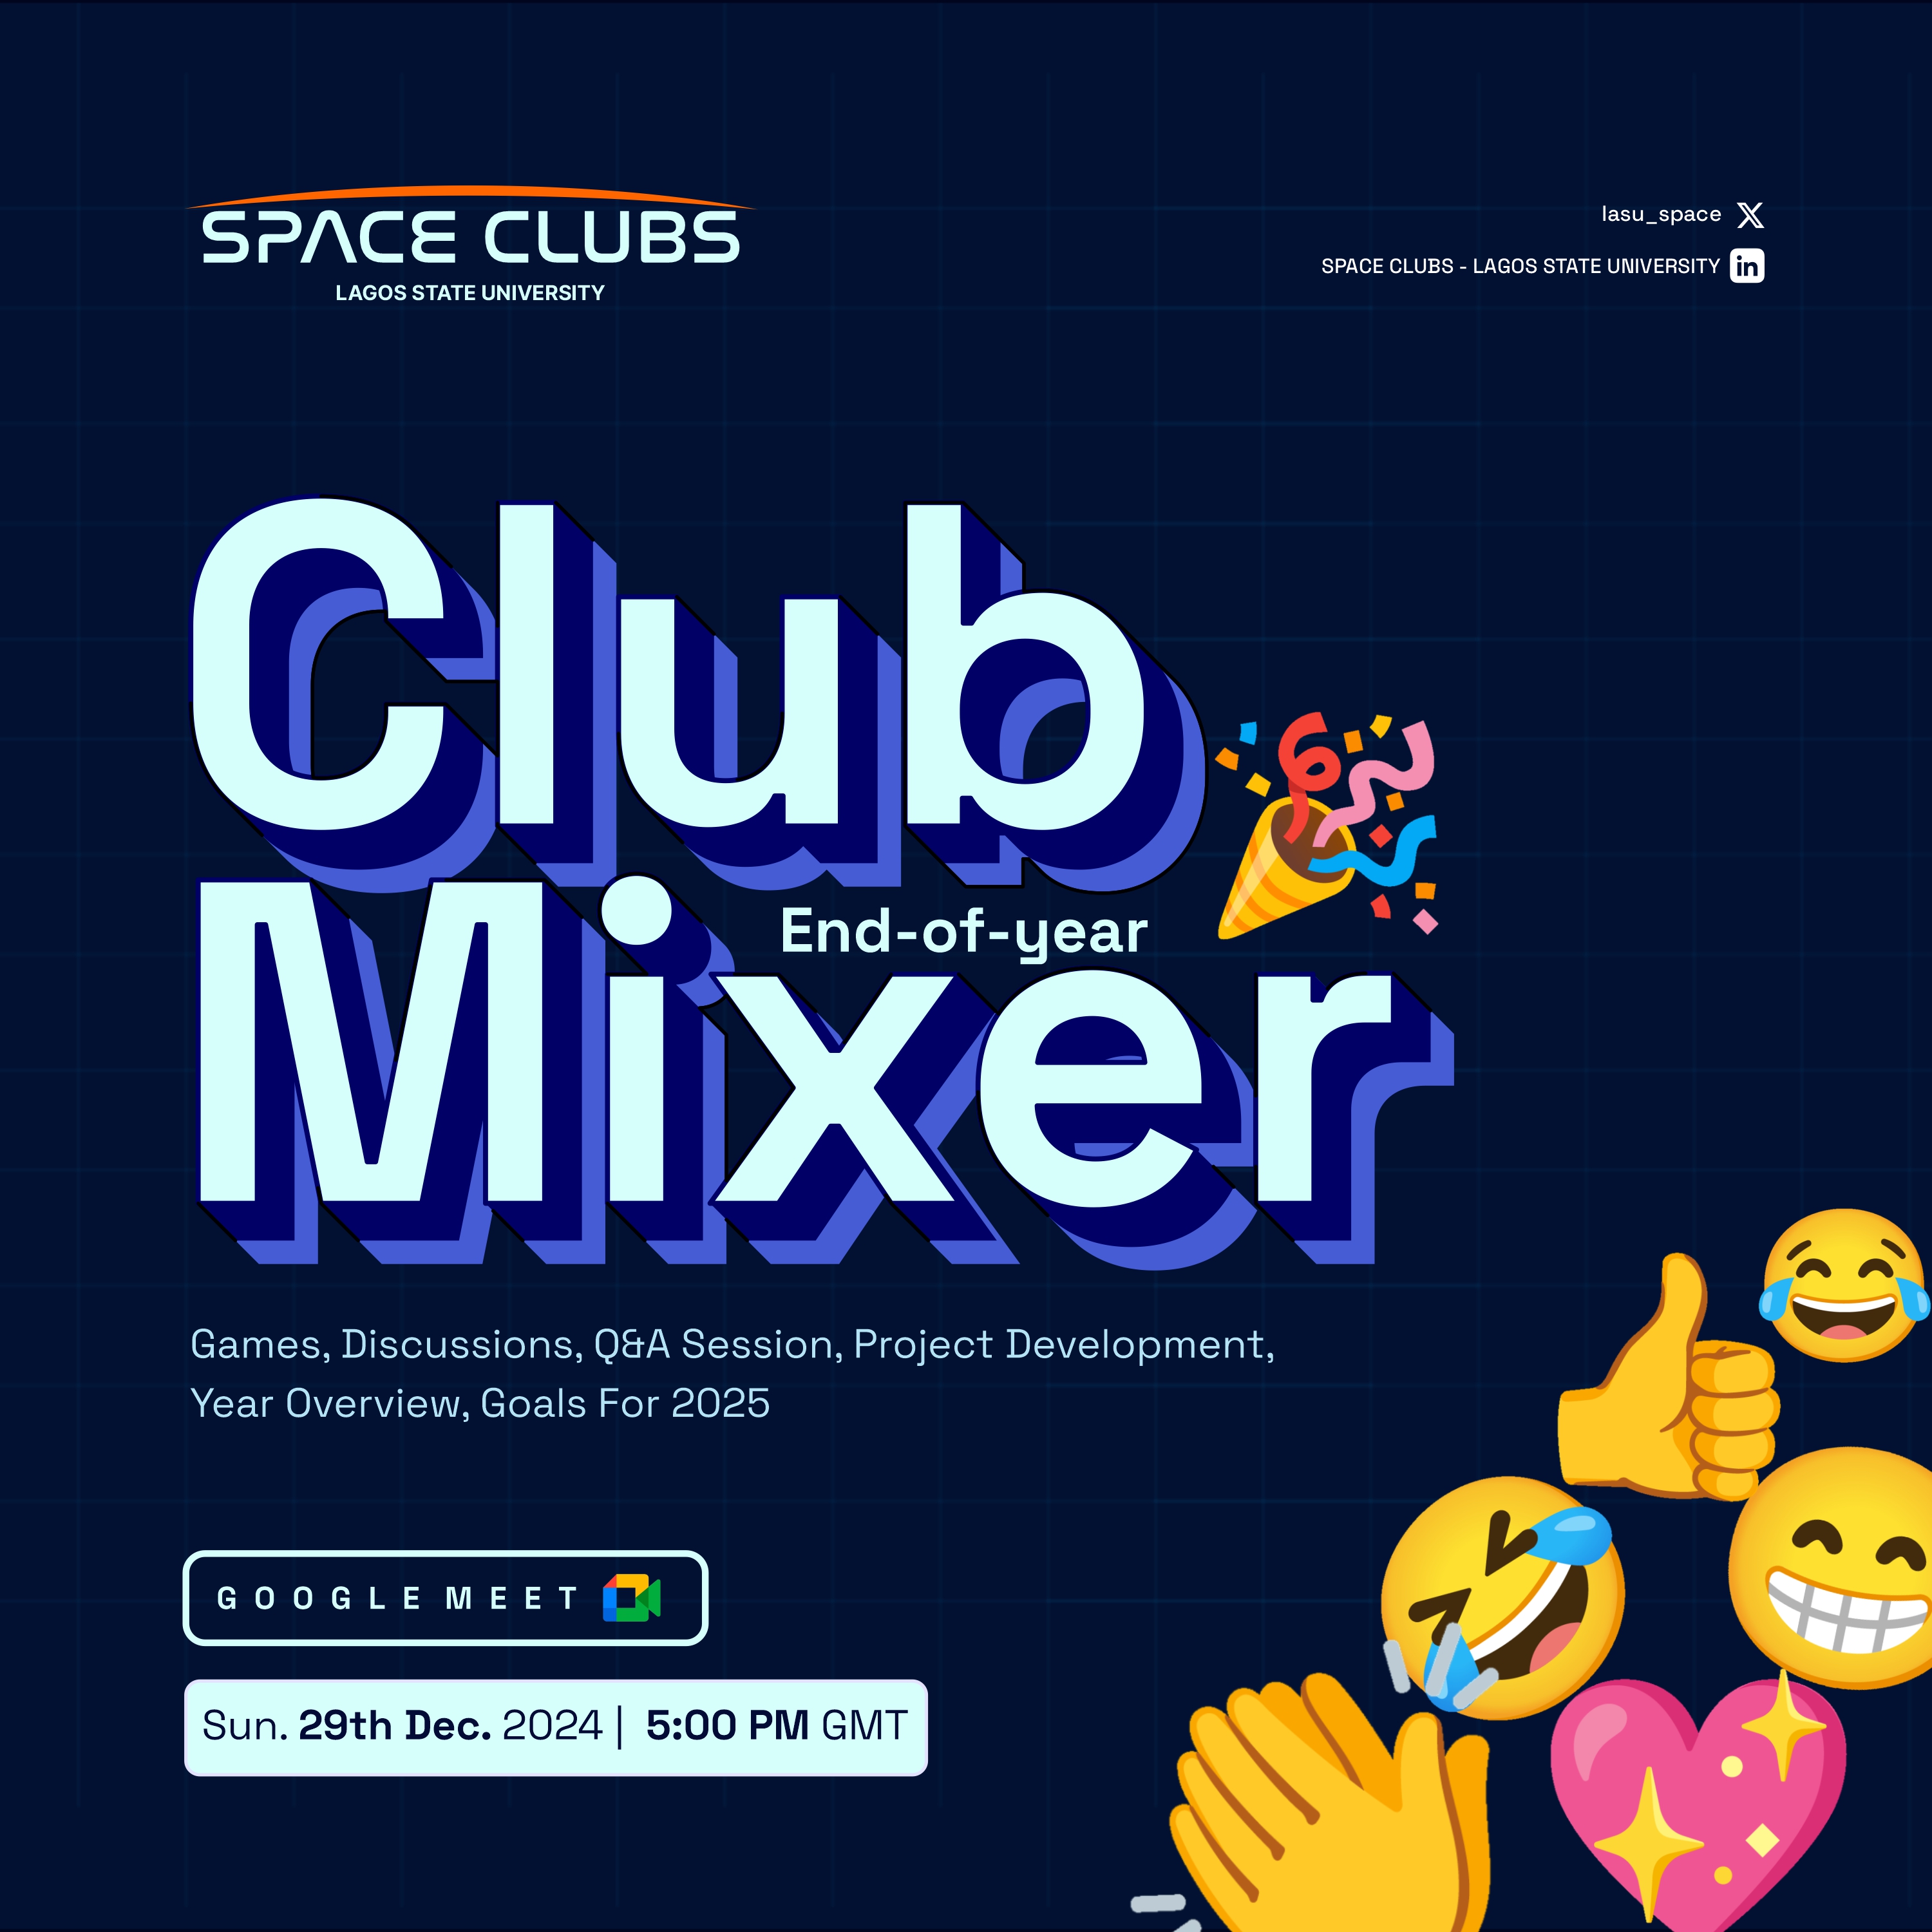 SPACE CLUBS
LAGOS STATE UNIVERSITY
lasu_space X
SPACE CLUBS - LAGOS STATE UNIVERSITY in
Club
End-of-year
Mixer
Games, Discussions, Q&A Session, Project Development,
Year Overview, Goals For 2025
GOOGLE MEET
Sun. 29th Dec. 2024 | 5:00 PM GMT